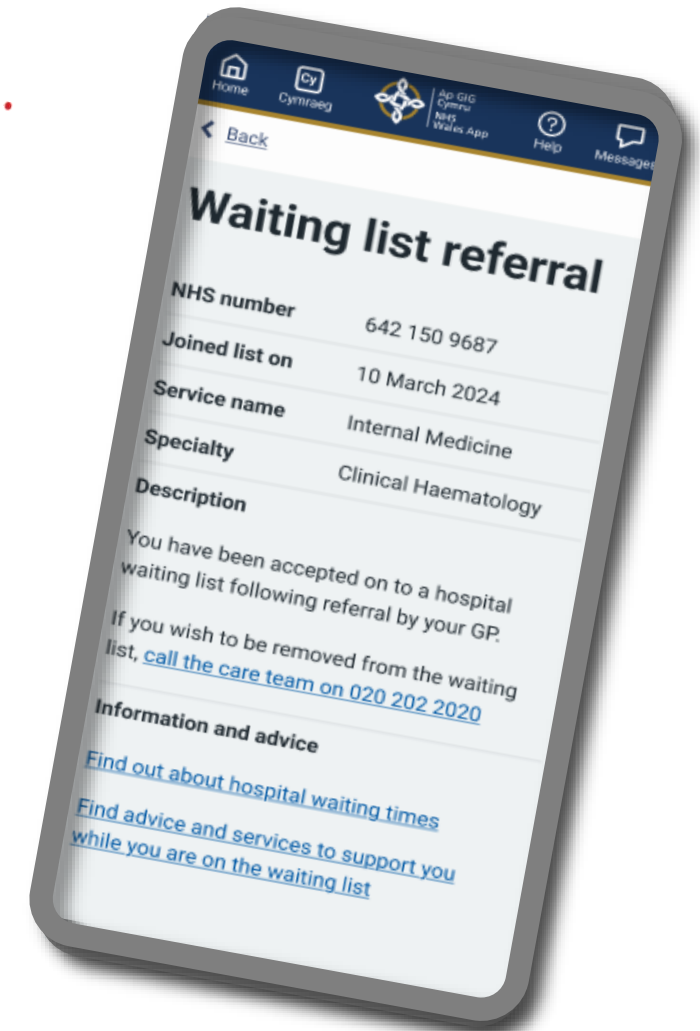 Home
Cy
Cymraeg
Ap GIG
Cymru
NHS
Wales App
?
Help
Messages
Back
Waiting list referral
NHS number 642 150 9687
Joined list on 10 March 2024
Service name Internal Medicine
Specialty Clinical Haematology
Description
You have been accepted on to a hospital
waiting list following referral by your GP.
If you wish to be removed from the waiting
list, call the care team on 020 202 2020
Information and advice
Find out about hospital waiting times
Find advice and services to support you
while you are on the waiting list